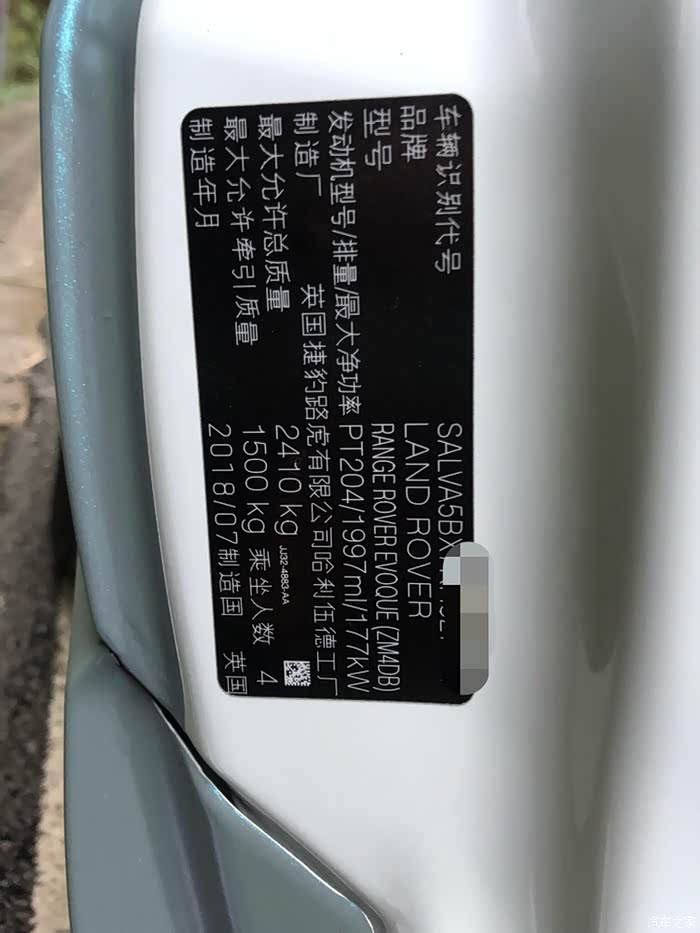 车辆识别代号 SALVA5BX
品牌 LAND ROVER
型号 RANGE ROVER EVOQUE (ZM4DB)
发动机型号/排量/最大净功率 PT204/1997ml/177kW
制造厂 英国捷豹路虎有限公司哈利伍德工厂
最大允许总质量 2410 kg JJ32-4883-AA
最大允许牵引质量 1500 kg 乘坐人数 4
制造年月 2018/07 制造国 英国
汽车之家